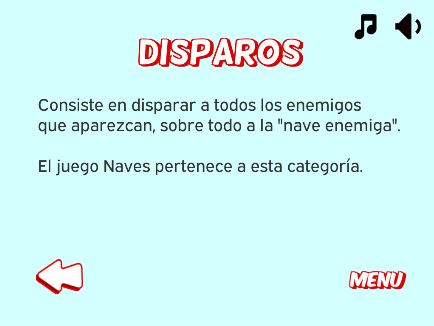 DISPAROS
Consiste en disparar a todos los enemigos
que aparezcan, sobre todo a la "nave enemiga".
El juego Naves pertenece a esta categoría.
MENU